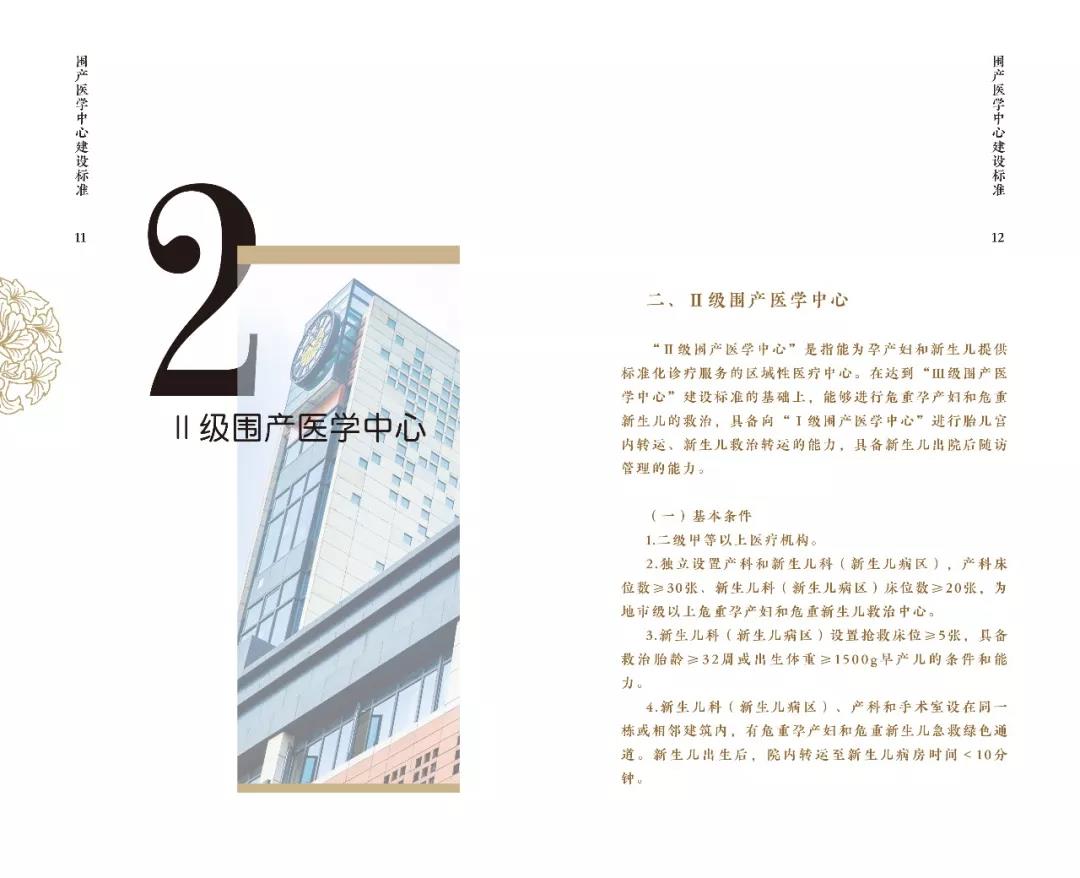 围产医学中心建设标准
11
2
Ⅱ级围产医学中心
围产医学中心建设标准
12
二、Ⅱ级围产医学中心
“Ⅱ级围产医学中心”是指能为孕产妇和新生儿提供
标准化诊疗服务的区域性医疗中心。在达到“Ⅲ级围产医
学中心”建设标准的基础上，能够进行危重孕产妇和危重
新生儿的救治，具备向“Ⅰ级围产医学中心”进行胎儿宫
内转运、新生儿救治转运的能力，具备新生儿出院后随访
管理的能力。
（一）基本条件
1.二级甲等以上医疗机构。
2.独立设置产科和新生儿科（新生儿病区），产科床
位数≥30张、新生儿科（新生儿病区）床位数≥20张，为
地市级以上危重孕产妇和危重新生儿救治中心。
3.新生儿科（新生儿病区）设置抢救床位≥5张，具备
救治胎龄≥32周或出生体重≥1500g早产儿的条件和能
力。
4.新生儿科（新生儿病区）、产科和手术室设在同一
栋或相邻建筑内，有危重孕产妇和危重新生儿急救绿色通
道。新生儿出生后，院内转运至新生儿病房时间＜10分
钟。